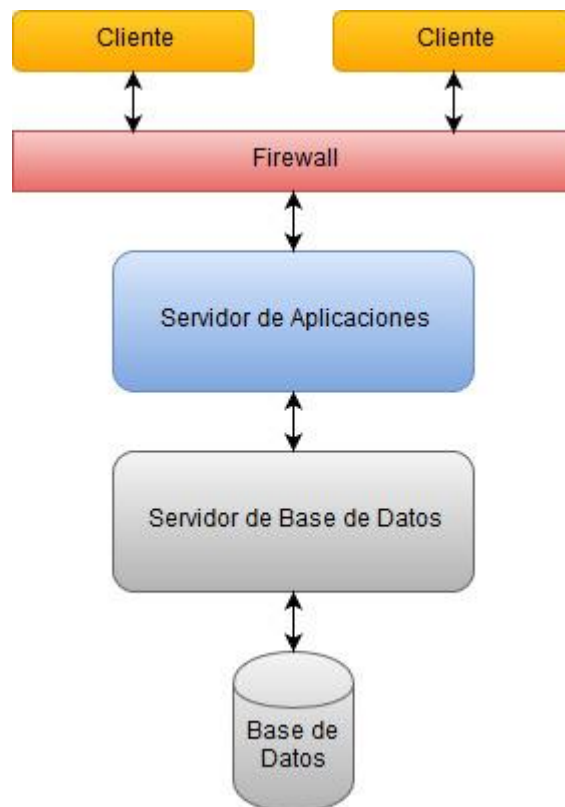 Cliente
Cliente
Firewall
Servidor de Aplicaciones
Servidor de Base de Datos
Base de
Datos